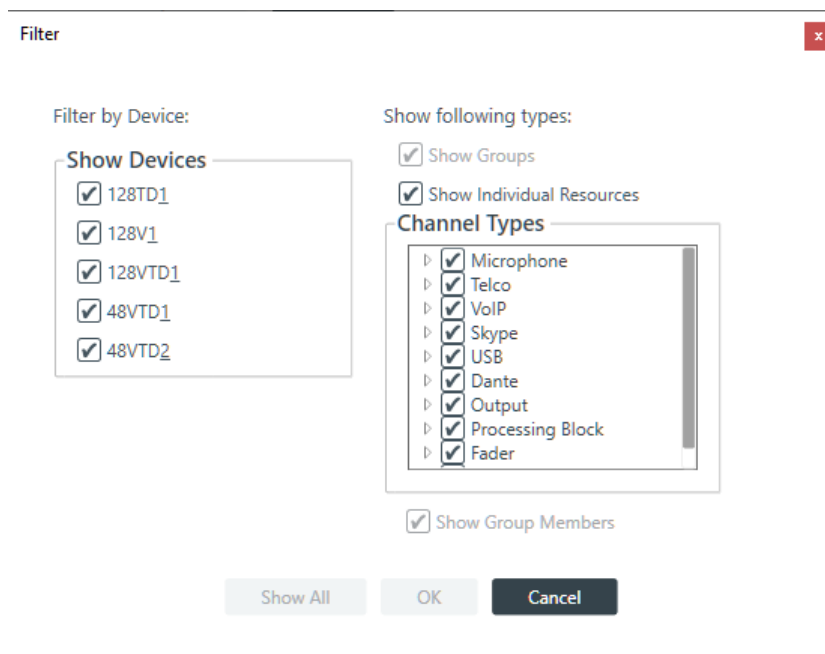 Filter
x
Filter by Device:
Show Devices
128TD1
128V1
128VTD1
48VTD1
48VTD2
Show following types:
Show Groups
Show Individual Resources
Channel Types
Microphone
Telco
VoIP
Skype
USB
Dante
Output
Processing Block
Fader
Show Group Members
Show All
OK
Cancel